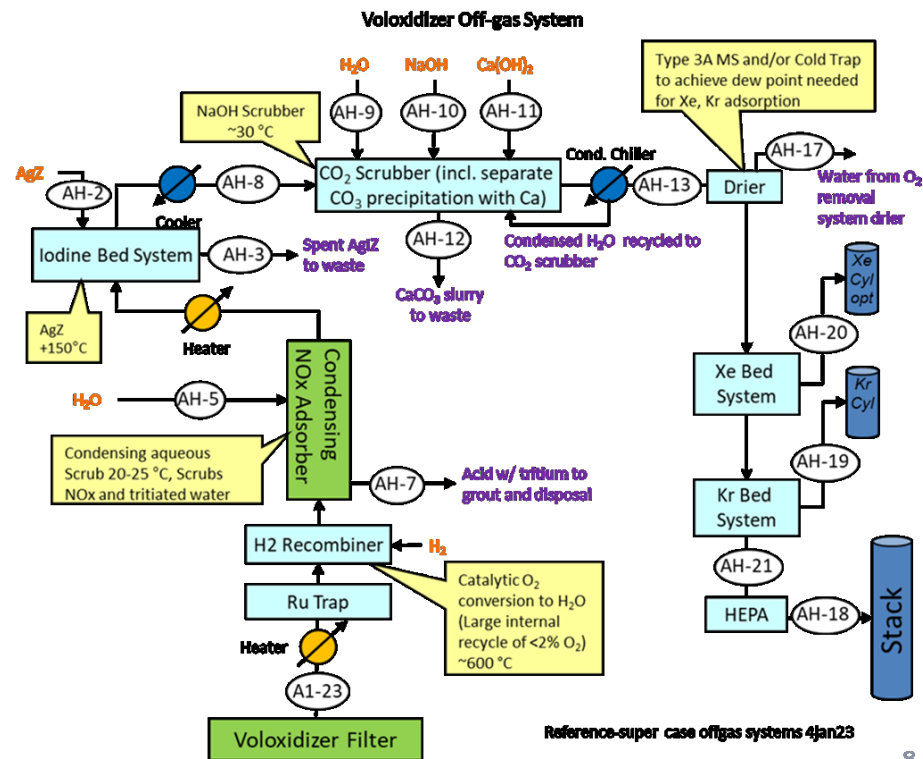 Voloxidizer Off-gas System
H₂O
NaOH
Ca(OH)₂
Type 3A MS and/or Cold Trap
to achieve dew point needed
for Xe, Kr adsorption
NaOH Scrubber
~30 °C
AH-9
AH-10
AH-11
AH-17
AgZ
AH-2
Cooler
AH-8
CO₂ Scrubber (incl. separate
CO₃ precipitation with Ca)
Cond. Chiller
AH-13
Drier
Water from O₂
removal
system drier
Iodine Bed System
AH-3
Spent AgIZ
to waste
AH-12
Condensed H₂O recycled to
CO₂ scrubber
CaCO₃ slurry
to waste
Xe
Cyl
opt
AH-20
AgZ
+150°C
Heater
Xe Bed
System
Kr
Cyl
AH-19
H₂O
AH-5
Condensing
NOx Adsorber
Condensing aqueous
Scrub 20-25 °C, Scrubs
NOx and tritiated water
AH-7
Acid w/ tritium to
grout and disposal
Kr Bed
System
H2 Recombiner
H₂
AH-21
Catalytic O₂
conversion to H₂O
(Large internal
recycle of <2% O₂)
~600 °C
Ru Trap
HEPA
AH-18
Stack
Heater
A1-23
Voloxidizer Filter
Reference-super case offgas systems 4jan23